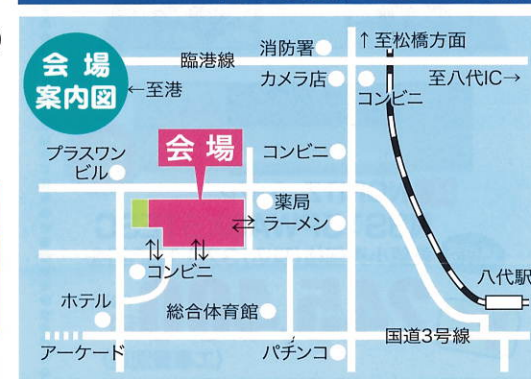 会場
案内図
臨港線
←至港
消防署
↑至松橋方面
カメラ店
コンビニ
至八代IC→
プラスワン
ビル
会場
コンビニ
薬局
ラーメン
コンビニ
八代駅
ホテル
総合体育館
アーケード
パチンコ
国道3号線